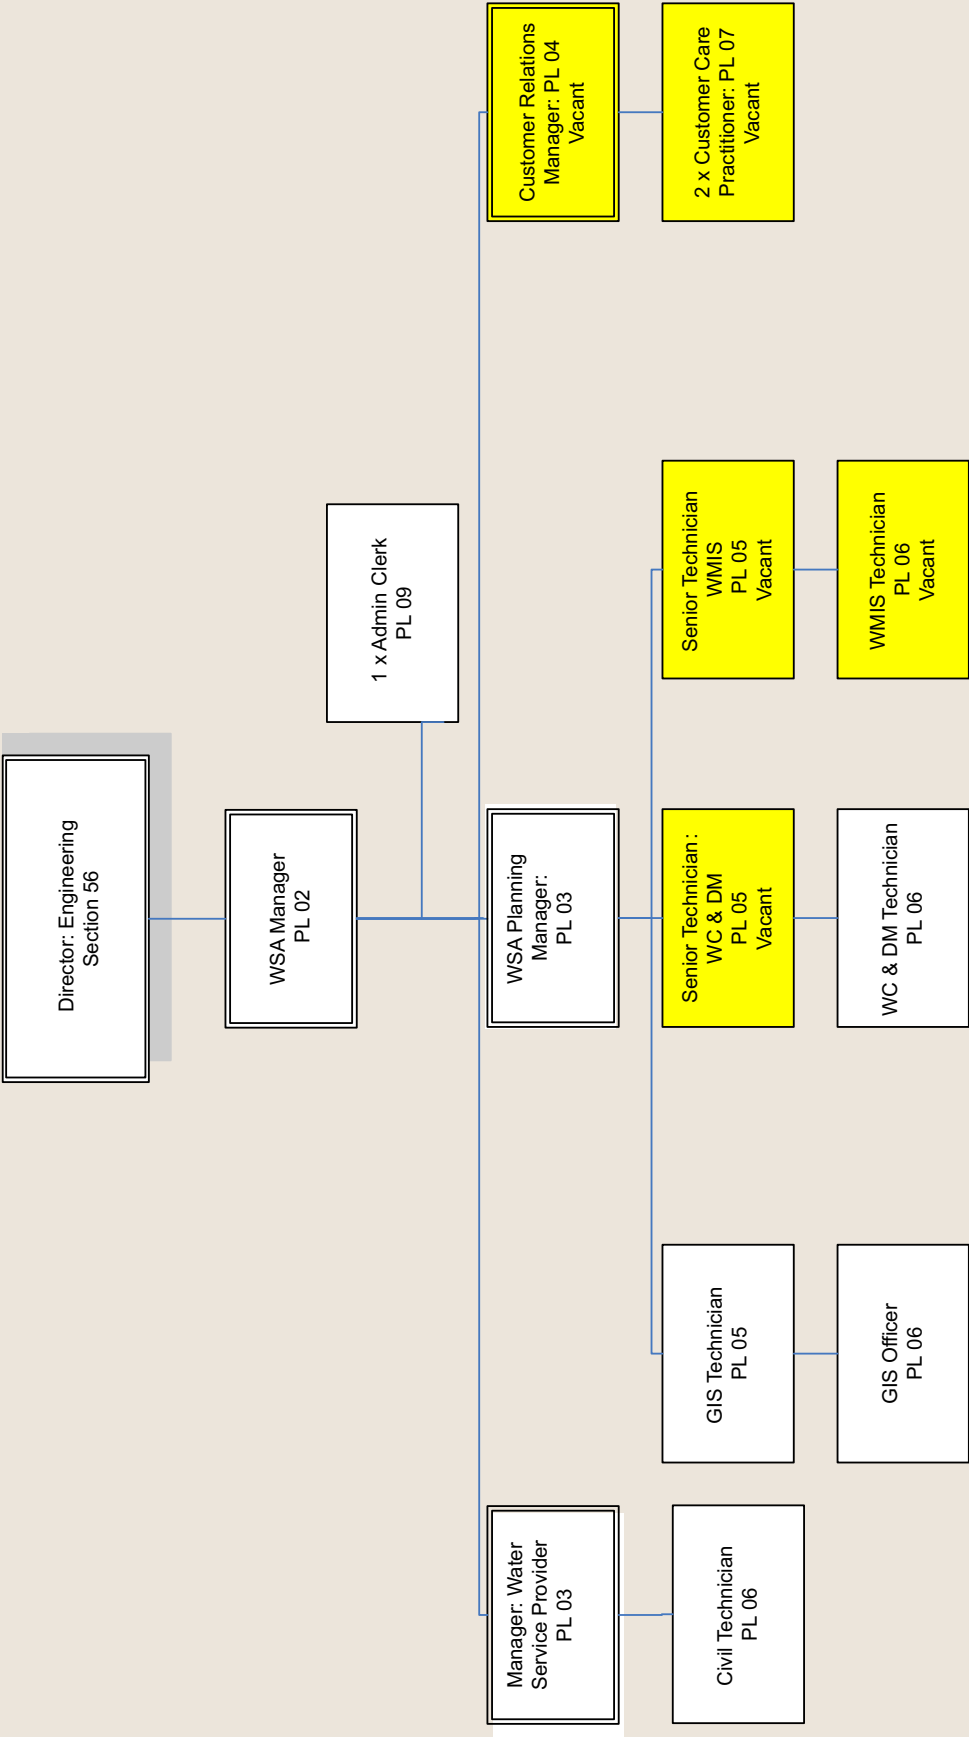 Director: Engineering
Section 56
WSA Manager
PL 02
1 x Admin Clerk
PL 09
Manager: Water
Service Provider
PL 03
WSA Planning
Manager:
PL 03
Customer Relations
Manager: PL 04
Vacant
Civil Technician
PL 06
GIS Technician
PL 05
Senior Technician :
WC & DM
PL 05
Vacant
Senior Technician
WMIS
PL 05
Vacant
2 x Customer Care
Practitioner: PL 07
Vacant
GIS Officer
PL 06
WC & DM Technician
PL 06
WMIS Technician
PL 06
Vacant